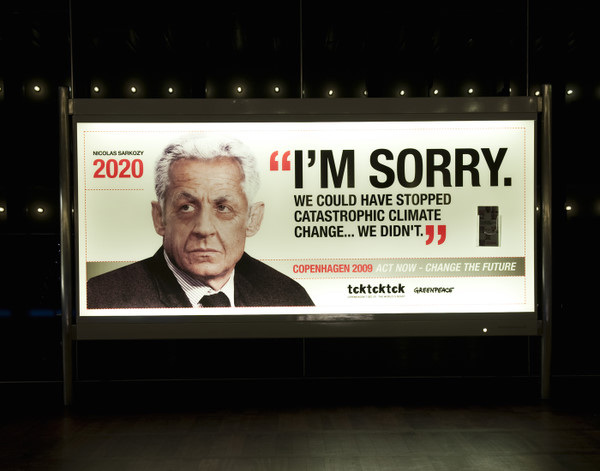 NICOLAS SARKOZY
2020
“I'M SORRY.
WE COULD HAVE STOPPED
CATASTROPHIC CLIMATE
CHANGE... WE DIDN'T.”
COPENHAGEN 2009 ACT NOW - CHANGE THE FUTURE
tcktcktck GREENPEACE